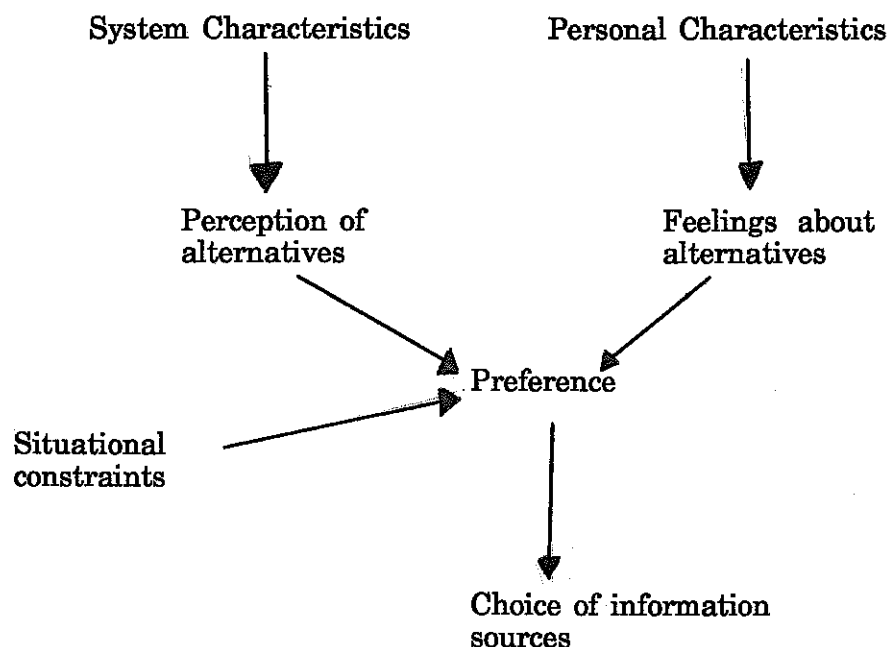 System Characteristics
Personal Characteristics
Perception of
alternatives
Feelings about
alternatives
Preference
Situational
constraints
Choice of information
sources